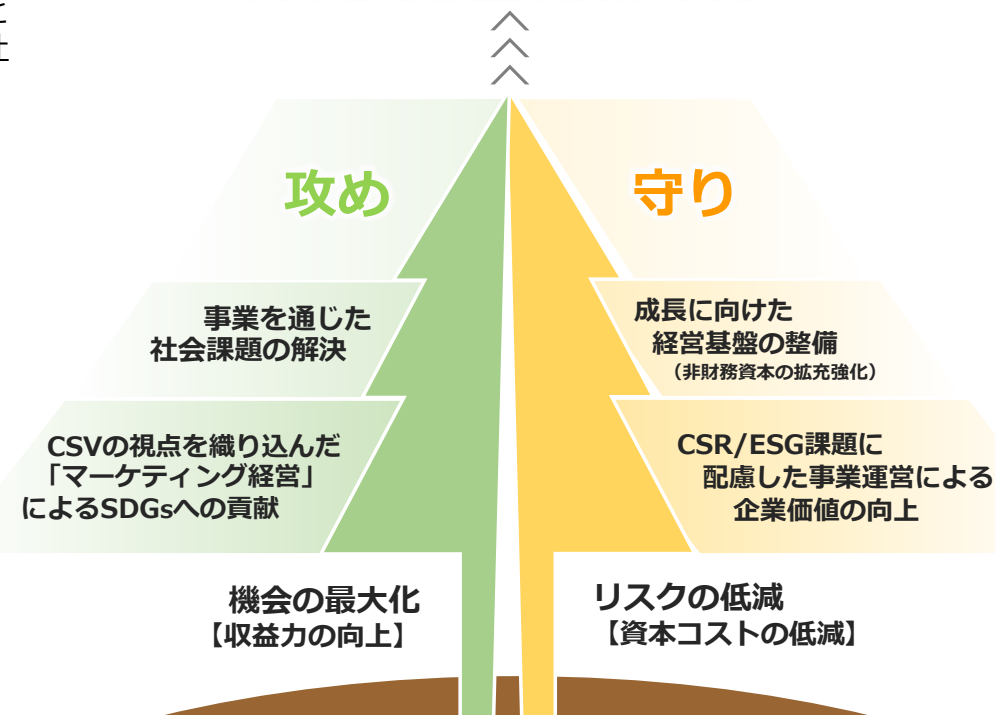 攻め
事業を通じた
社会課題の解決
CSVの視点を織り込んだ
「マーケティング経営」
によるSDGsへの貢献
機会の最大化
【収益力の向上】
守り
成長に向けた
経営基盤の整備
（非財務資本の拡充強化）
CSR/ESG課題に
配慮した事業運営による
企業価値の向上
リスクの低減
【資本コストの低減】